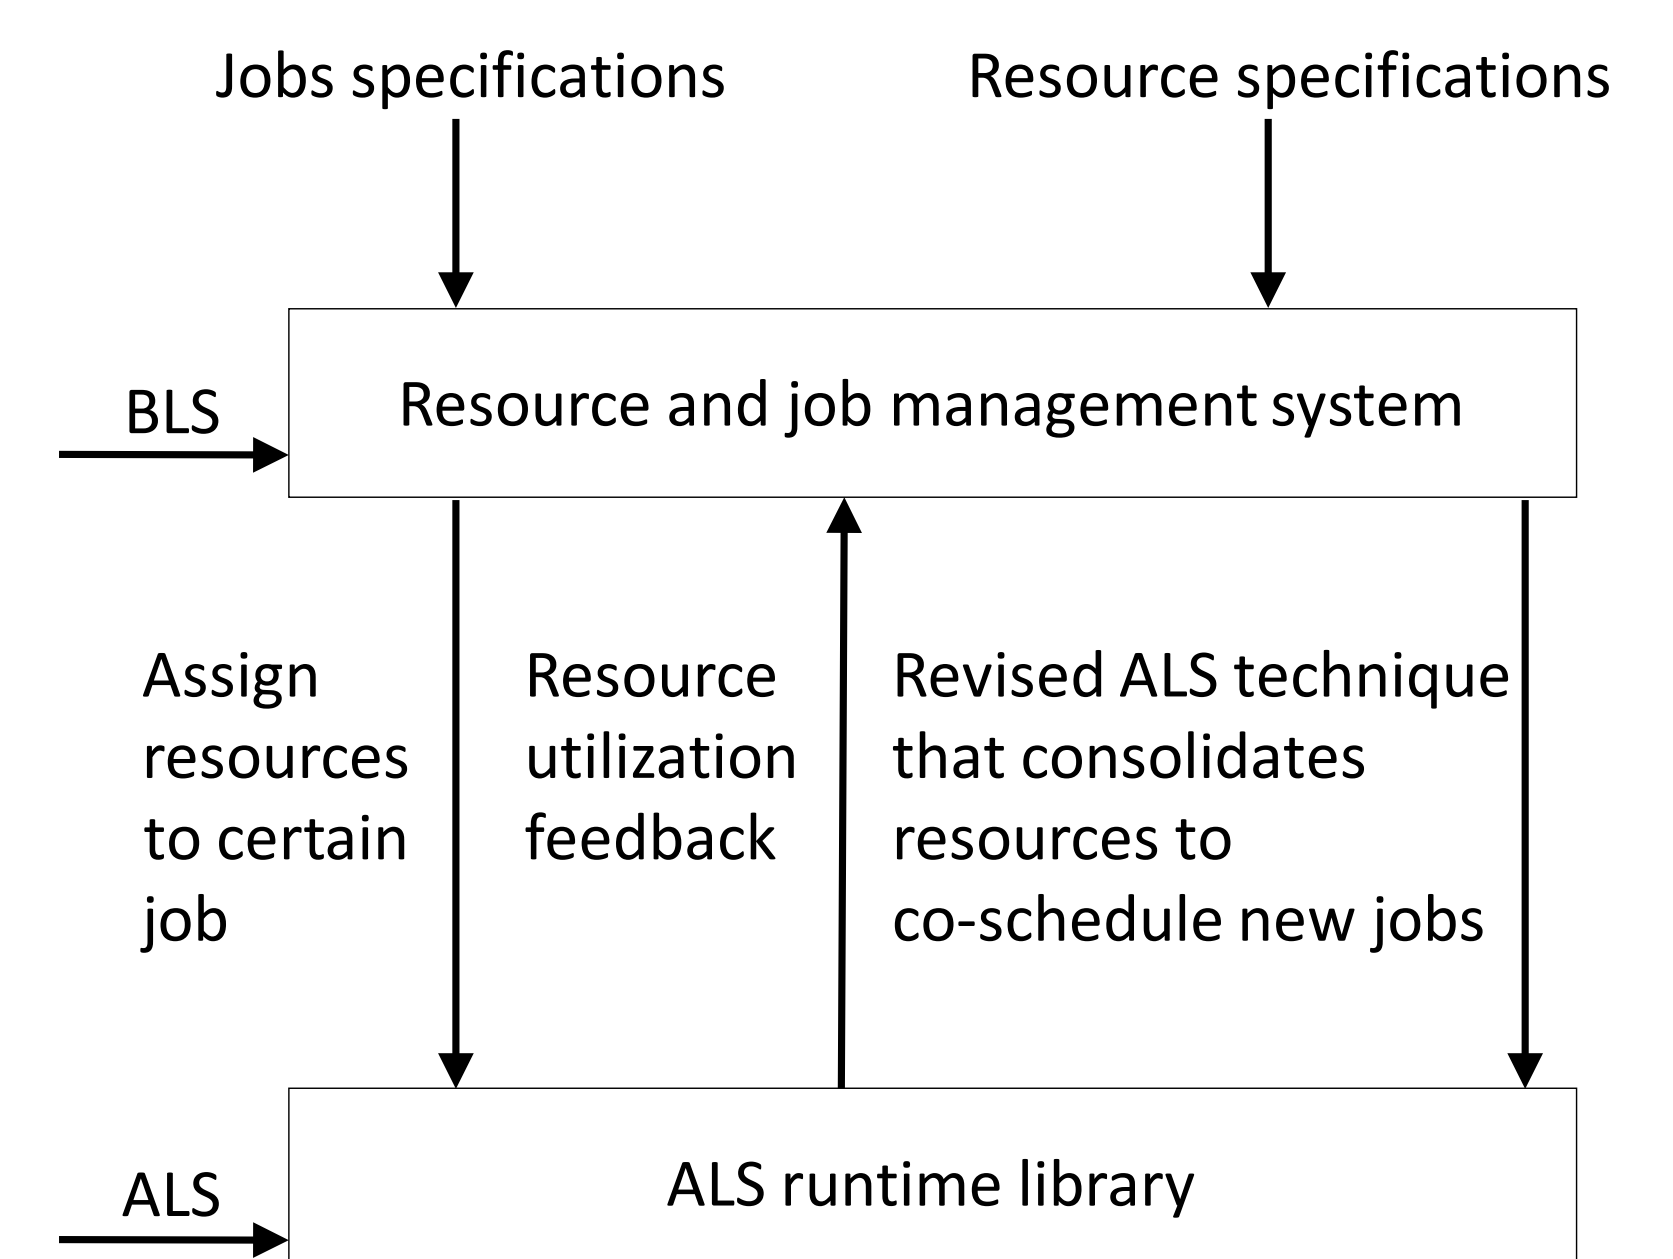 Jobs specifications
Resource specifications
BLS
Resource and job management system
Assign
resources
to certain
job
Resource
utilization
feedback
Revised ALS technique
that consolidates
resources to
co-schedule new jobs
ALS
ALS runtime library